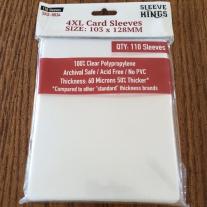 SLEEVE
KINGS
4XL Card Sleeves
SIZE: 103 x 128MM
QTY: 110 Sleeves
100% Clear Polypropylene
Archival Safe / Acid Free / No PVC
Thickness: 60 Microns 50% Thicker*
*Compared to other "standard" thickness brands